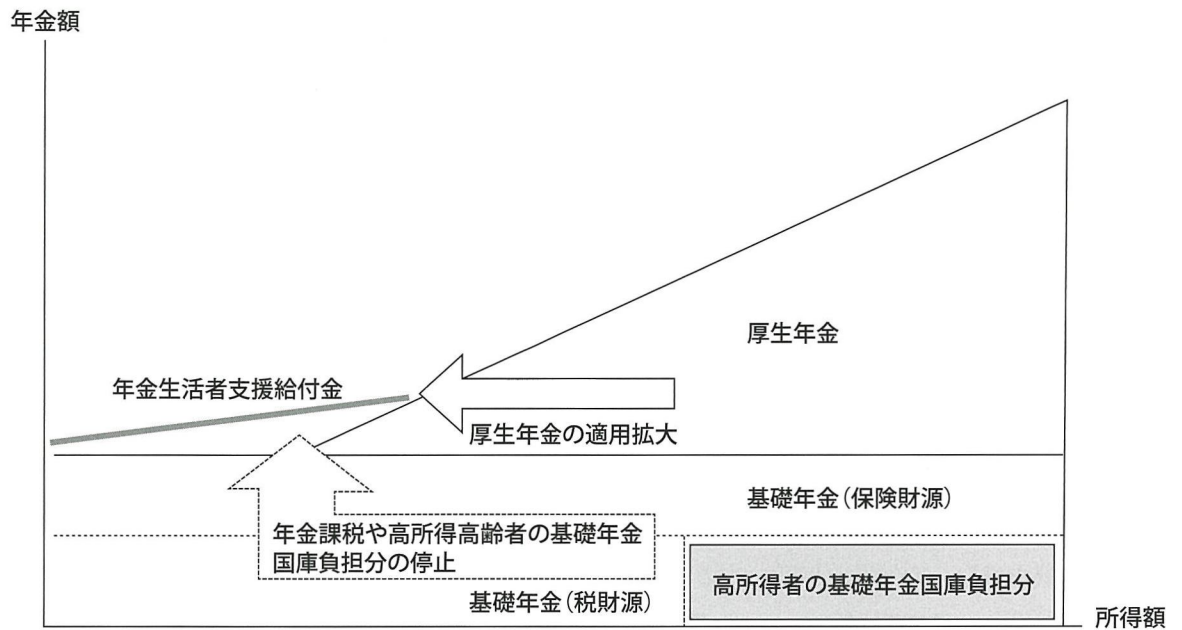 年金額
厚生年金
年金生活者支援給付金
厚生年金の適用拡大
基礎年金（保険財源）
年金課税や高所得高齢者の基礎年金
国庫負担分の停止
高所得者の基礎年金国庫負担分
基礎年金（税財源）
所得額